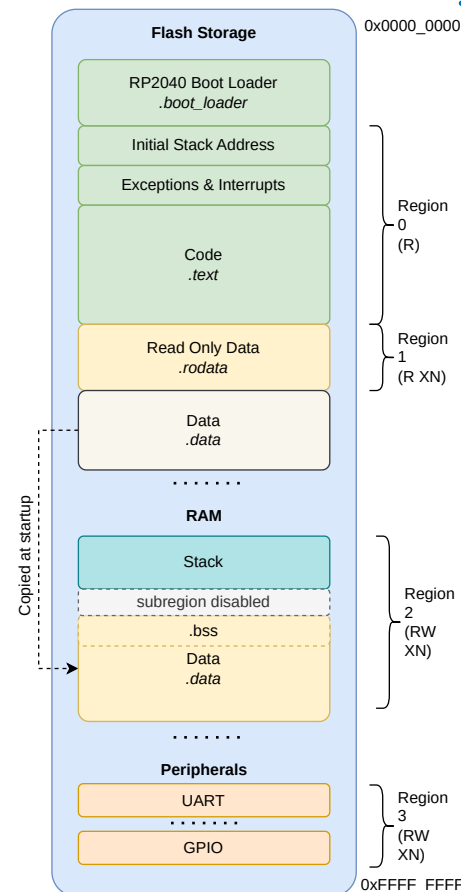 Flash Storage
0x0000_0000
RP2040 Boot Loader
.boot_loader
Initial Stack Address
Exceptions & Interrupts
Code
.text
Region
0
(R)
Read Only Data
.rodata
Region
1
(R XN)
Data
.data
.......
Copied at startup
RAM
Stack
subregion disabled
.bss
Data
.data
Region
2
(RW
XN)
.......
Peripherals
UART
.......
GPIO
Region
3
(RW
XN)
0xFFFF_FFFF